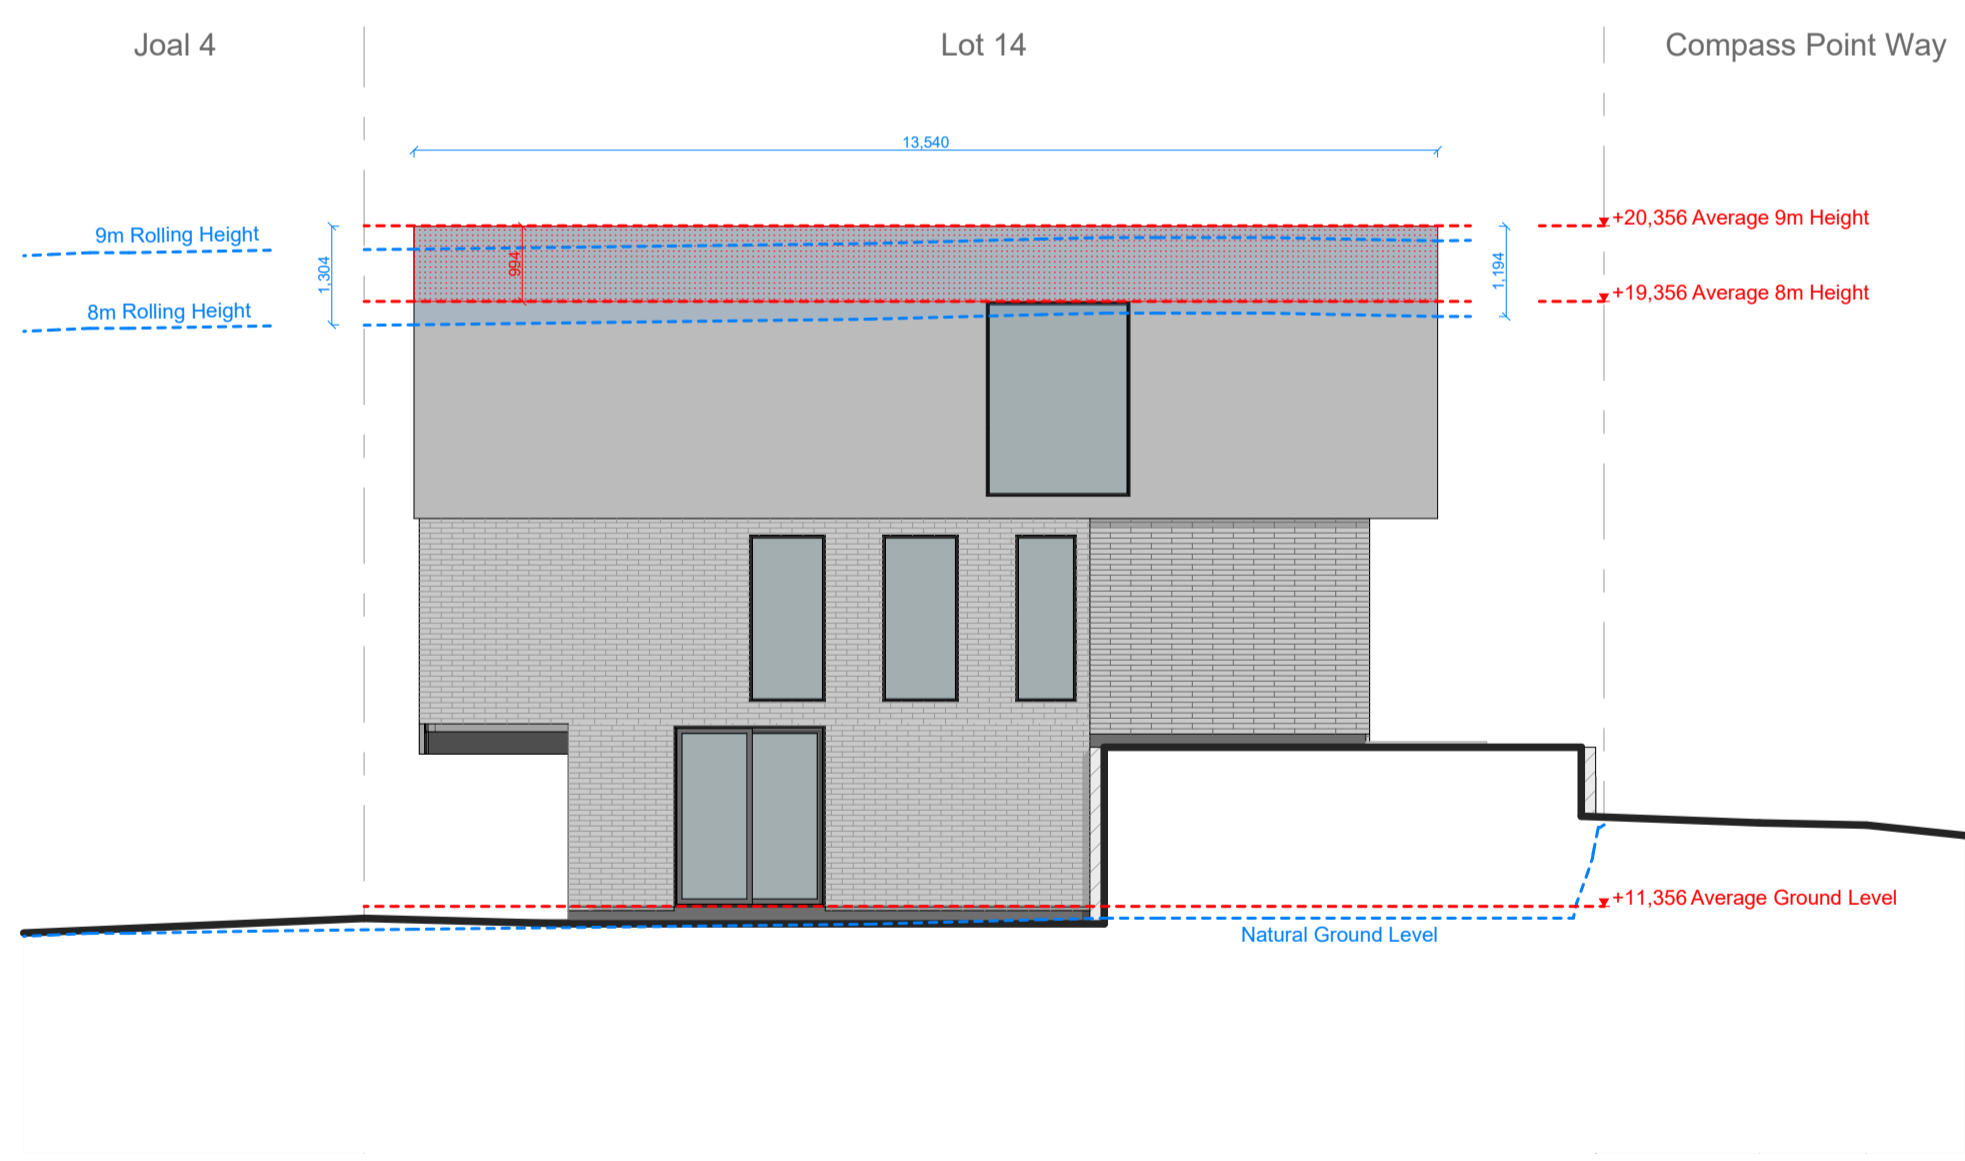 Joal 4
Lot 14
Compass Point Way
13,540
+20,356 Average 9m Height
9m Rolling Height
994
1,304
1,194
+19,356 Average 8m Height
8m Rolling Height
+11,356 Average Ground Level
Natural Ground Level